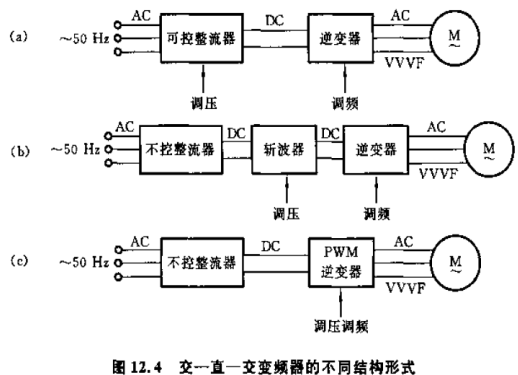 AC DC AC
(a) ~50 Hz 可控整流器 逆变器 M ~
VVVF
调压 调频
AC DC DC AC
(b) ~50 Hz 不控整流器 斩波器 逆变器 M ~
VVVF
调压 调频
AC DC AC
(c) ~50 Hz 不控整流器 PWM 逆变器 M ~
VVVF
调压调频
图 12.4 交—直—交变频器的不同结构形式